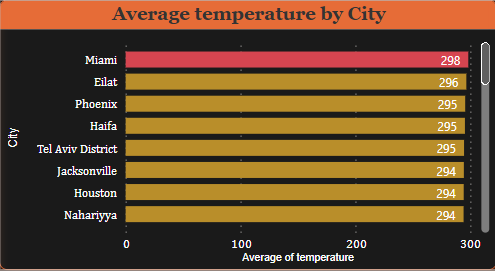 Average temperature by City
City
Miami 298
Eilat 296
Phoenix 295
Haifa 295
Tel Aviv District 295
Jacksonville 294
Houston 294
Nahariyya 294
0 100 200 300
Average of temperature